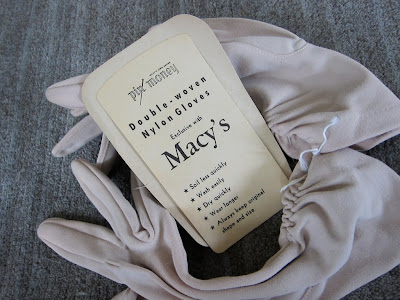 pin money
Double-woven
Nylon Gloves
Exclusive with
Macy's
★ Soil less quickly
★ Wash easily
★ Dry quickly
★ Wear longer
★ Always keep original
shape and size